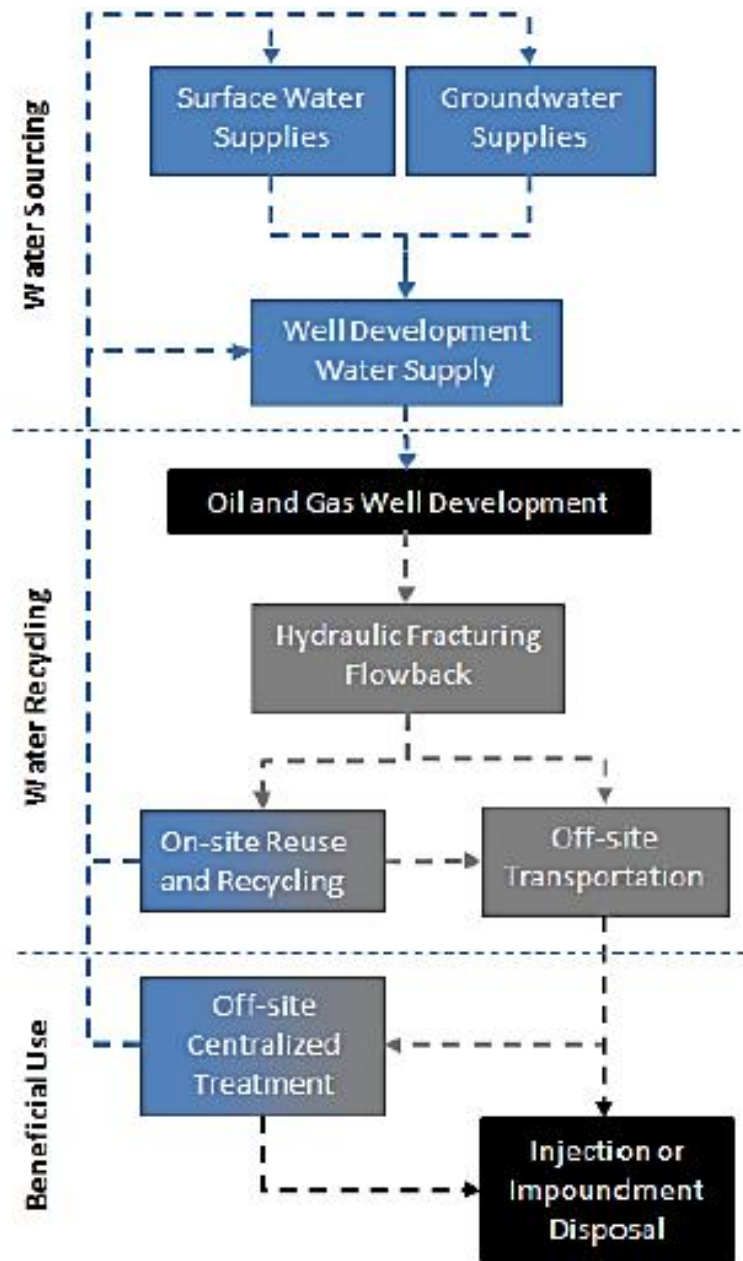 Water Sourcing
Surface Water
Supplies
Groundwater
Supplies
Well Development
Water Supply
Water Recycling
Oil and Gas Well Development
Hydraulic Fracturing
Flowback
On-site Reuse
and Recycling
Off-site
Transportation
Beneficial Use
Off-site
Centralized
Treatment
Injection or
Impoundment
Disposal